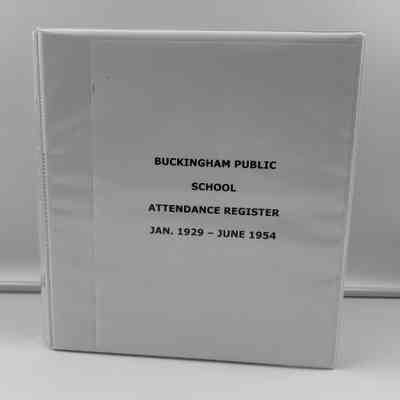 BUCKINGHAM PUBLIC
SCHOOL
ATTENDANCE REGISTER
JAN. 1929 – JUNE 1954